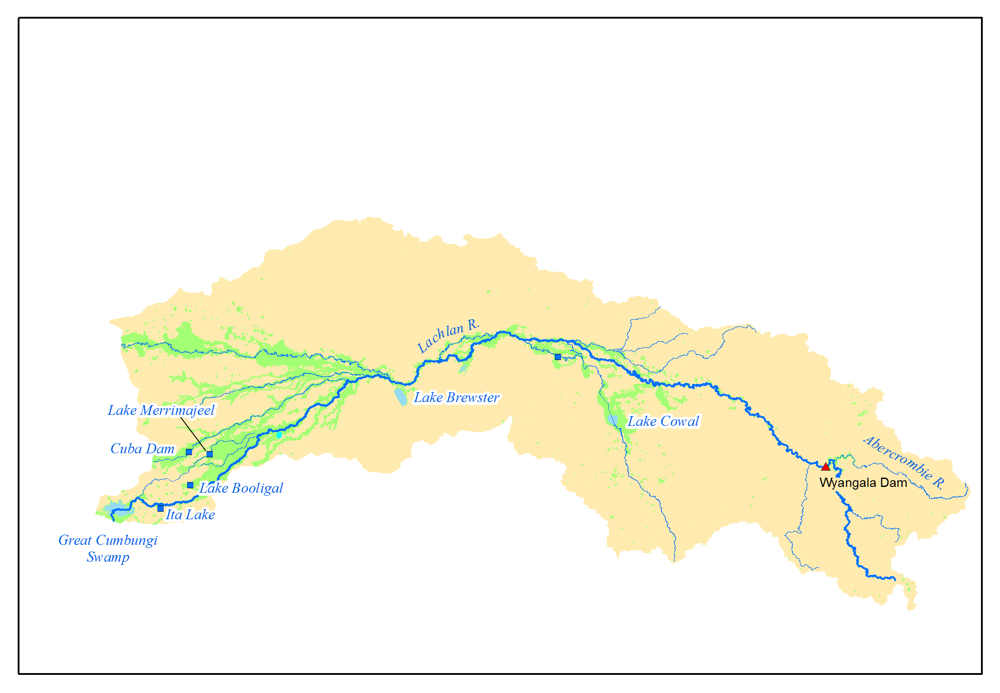 Lachlan R.
Lake Brewster
Lake Merrimajeel
Lake Cowal
Cuba Dam
Abercrombie R.
Wyangala Dam
Lake Booligal
Ita Lake
Great Cumbungi
Swamp